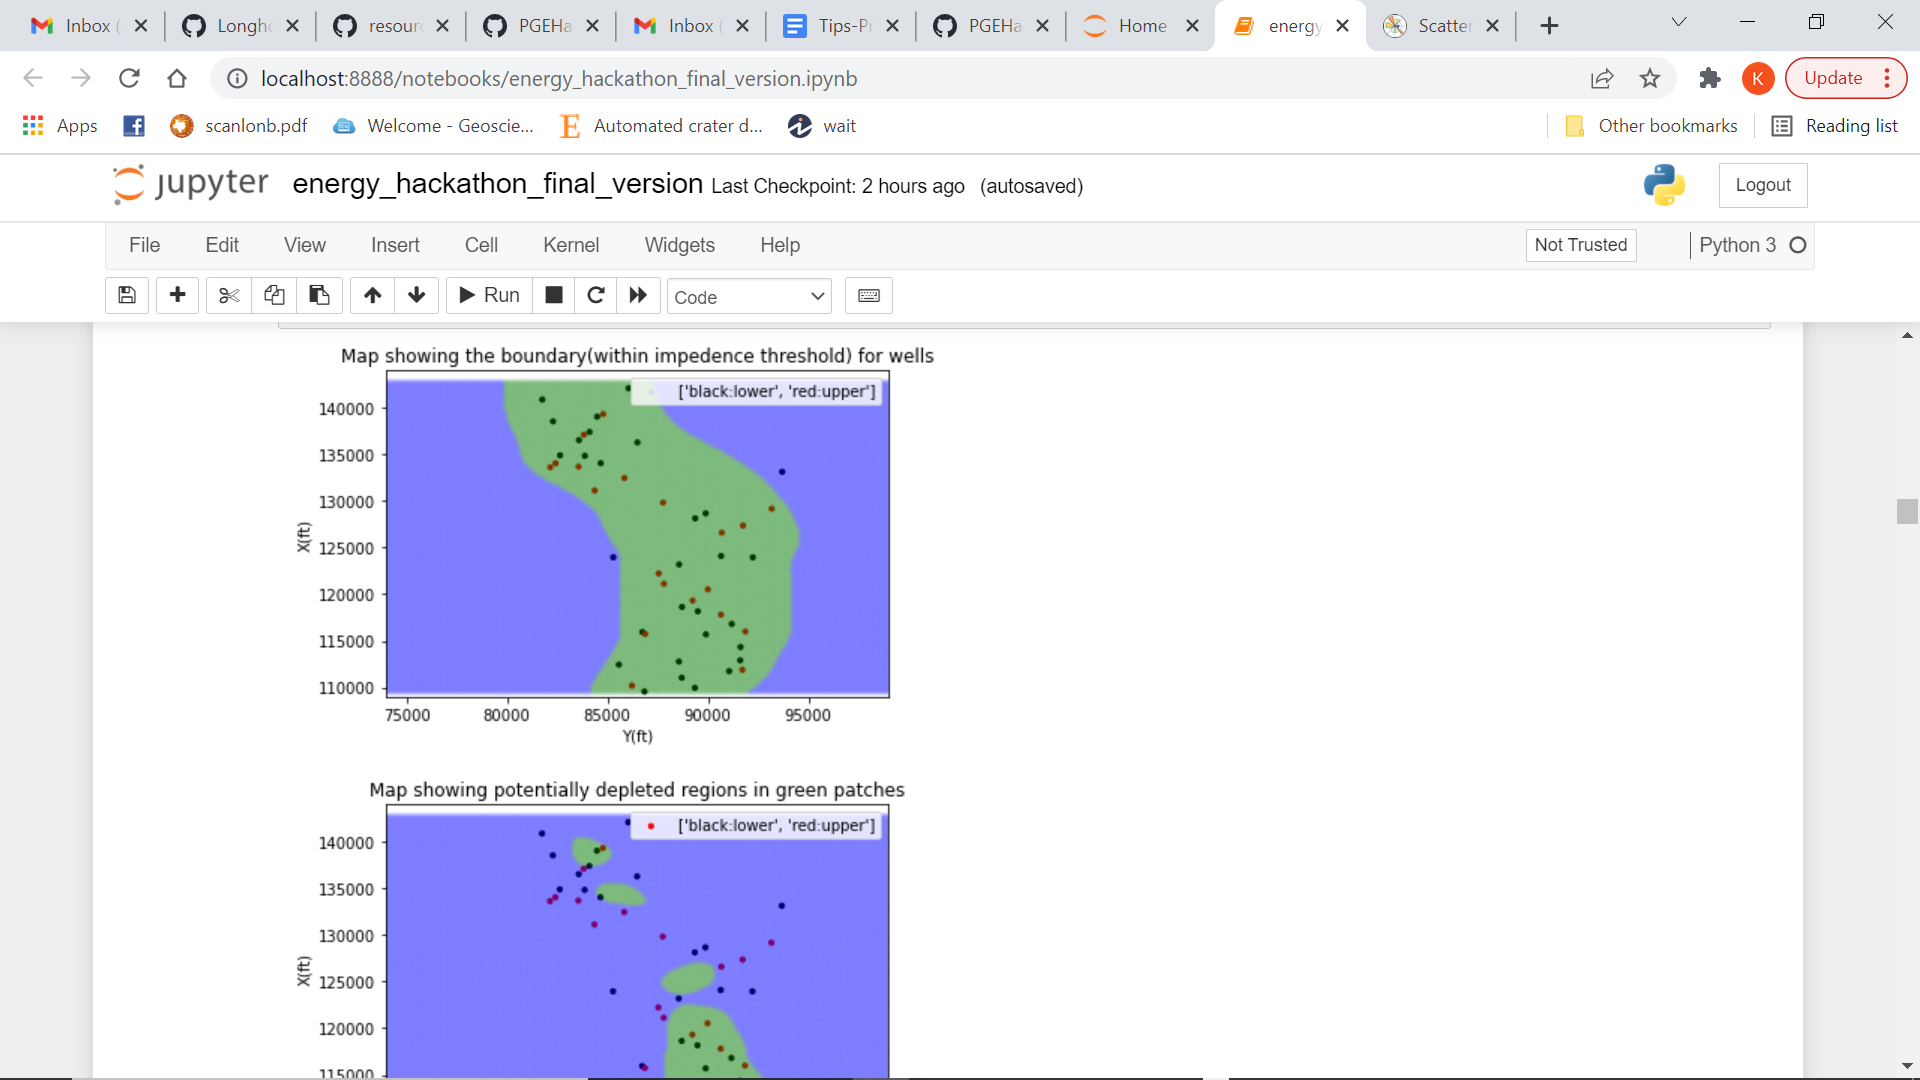 Inbox (
Longho
resour
PGEHa
Inbox (
Tips-Pr
PGEHa
Home
energy
Scatter
localhost:8888/notebooks/energy_hackathon_final_version.ipynb
K
Update
Apps
scanlonb.pdf
Welcome - Geoscie...
E
Automated crater d...
wait
Other bookmarks
Reading list
jupyter
energy_hackathon_final_version Last Checkpoint: 2 hours ago (autosaved)
Logout
File Edit View Insert Cell Kernel Widgets Help
Not Trusted
Python 3
Run
Code
Map showing the boundary(within impedence threshold) for wells
['black:lower', 'red:upper']
140000
135000
130000
125000
120000
115000
110000
X(ft)
75000 80000 85000 90000 95000
Y(ft)
Map showing potentially depleted regions in green patches
['black:lower', 'red:upper']
140000
135000
130000
125000
120000
115000
X(ft)